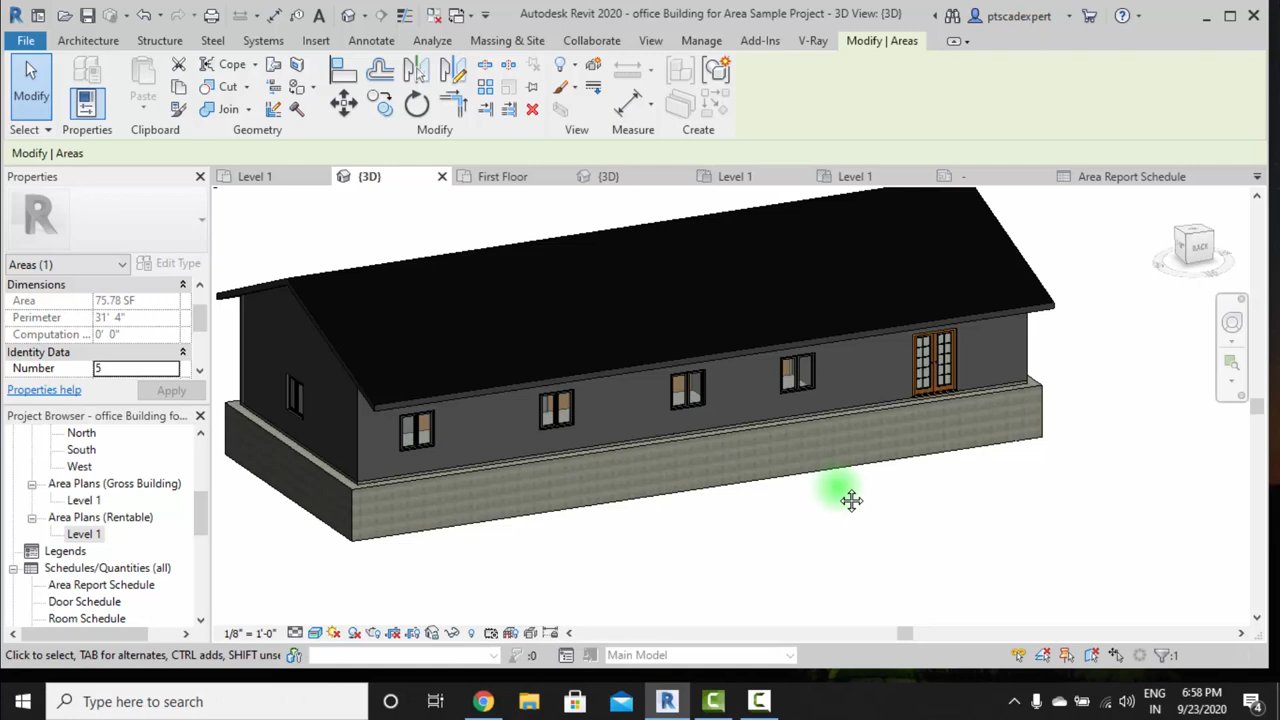 Autodesk Revit 2020 - office Building for Area Sample Project - 3D View: {3D}
ptscadexpert
File Architecture Structure Steel Systems Insert Annotate Analyze Massing & Site Collaborate View Manage Add-Ins V-Ray Modify | Areas
Modify
Paste
Cope
Cut
Join
Select Properties Clipboard Geometry Modify View Measure Create
Modify | Areas
Properties
Level 1 {3D} First Floor {3D} Level 1 Level 1 - Area Report Schedule
Areas (1) Edit Type
Dimensions
Area 75.78 SF
Perimeter 31' 4"
Computation ... 0' 0"
Identity Data
Number 5
Properties help Apply
Project Browser - office Building fo...
North
South
West
Area Plans (Gross Building)
Level 1
Area Plans (Rentable)
Level 1
Legends
Schedules/Quantities (all)
Area Report Schedule
Door Schedule
Room Schedule
BACK
1/8" = 1'-0"
Click to select, TAB for alternates, CTRL adds, SHIFT unse
:0
Main Model
:1
Type here to search
ENG
IN
6:58 PM
9/23/2020
4